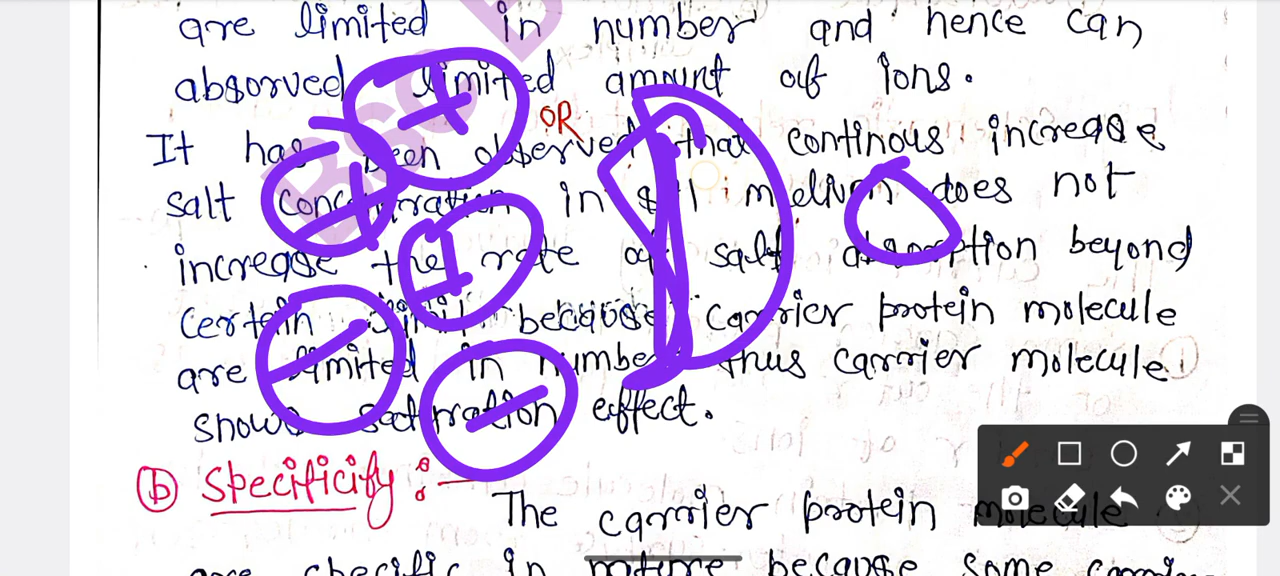 are limited in number and hence can
absorved limited amount of ions.
OR
It has been observed that continous increase
salt concentration in soil medium does not
increase the rate of salt absorption beyond
certain limit because carrier protein molecule
are limited in number thus carrier molecule
shows saturation effect.
(b) Specificity :- The carrier protein molecule
are specific in nature because some